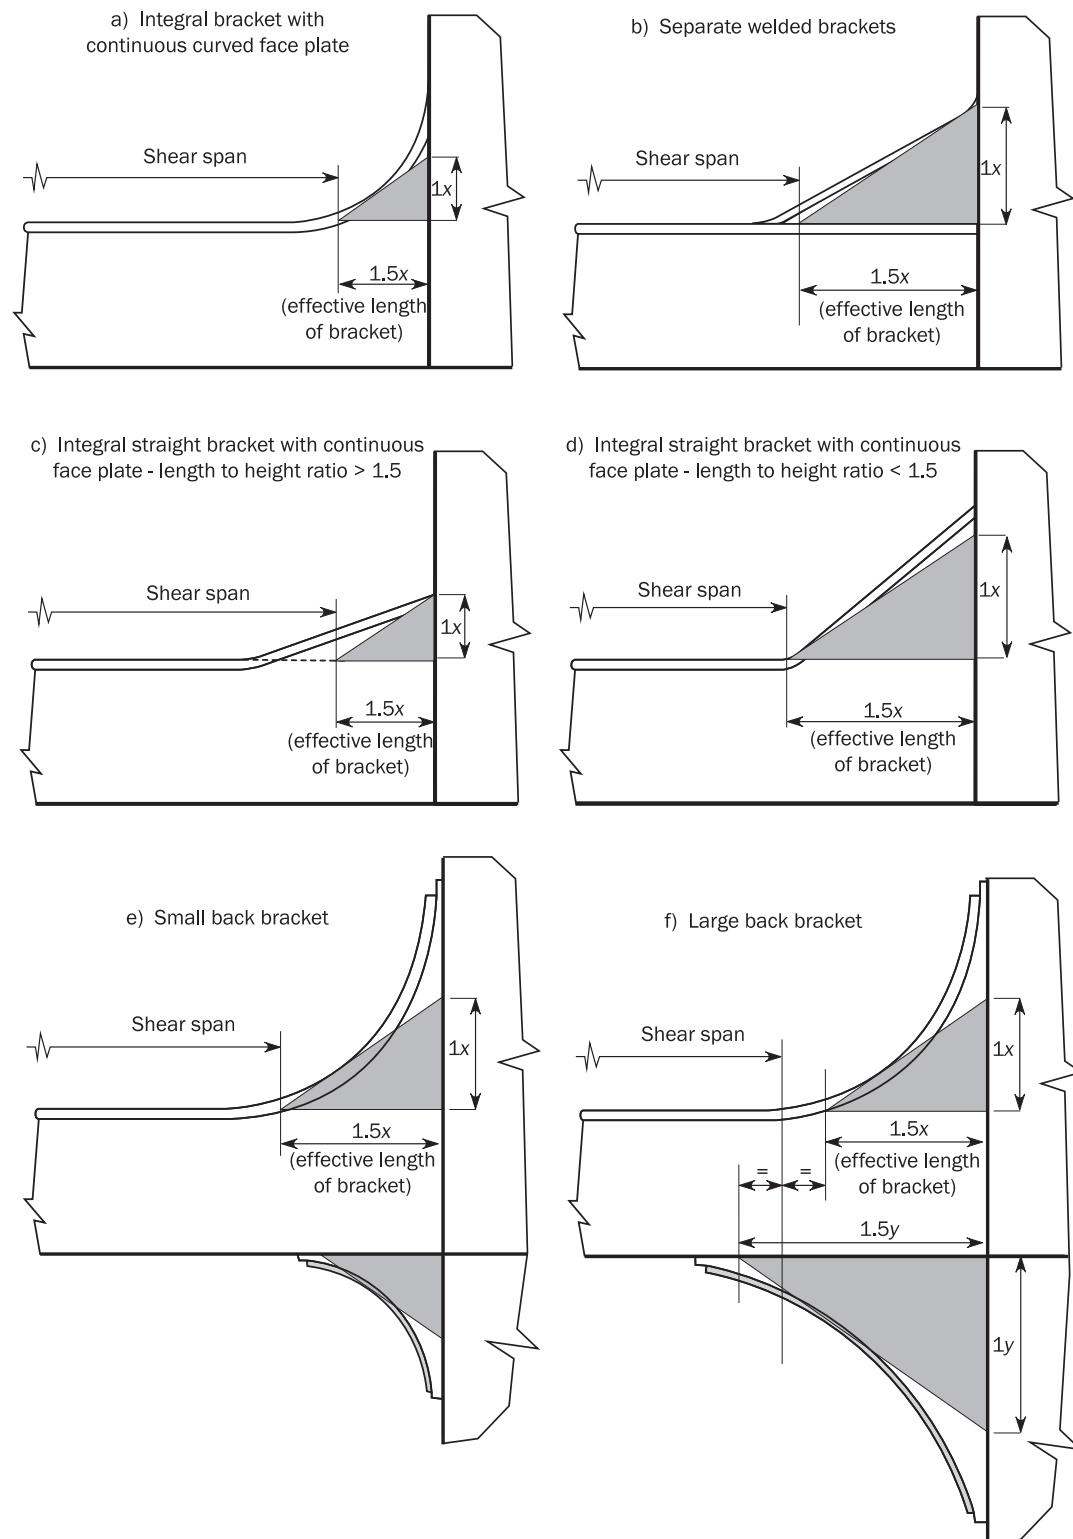 a) Integral bracket with
continuous curved face plate
Shear span
1x
1.5x
(effective length
of bracket)
b) Separate welded brackets
Shear span
1x
1.5x
(effective length
of bracket)
c) Integral straight bracket with continuous
face plate - length to height ratio > 1.5
Shear span
1x
1.5x
(effective length
of bracket)
d) Integral straight bracket with continuous
face plate - length to height ratio < 1.5
Shear span
1x
1.5x
(effective length
of bracket)
e) Small back bracket
Shear span
1x
1.5x
(effective length
of bracket)
f) Large back bracket
Shear span
1x
1.5x
(effective length
of bracket)
= =
1.5y
1y